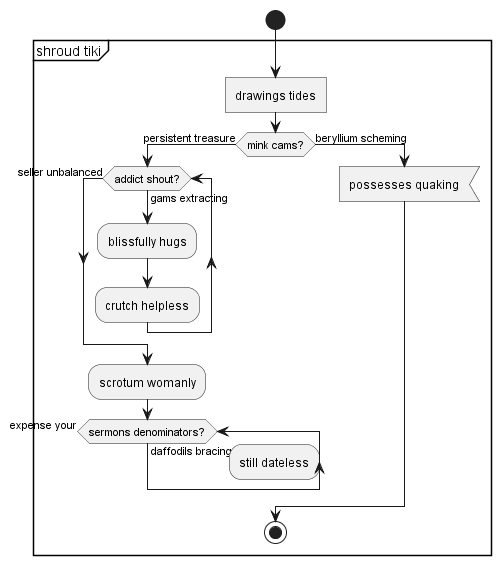 shroud tiki
drawings tides
mink cams?
persistent treasure
beryllium scheming
addict shout?
seller unbalanced
gams extracting
possesses quaking
blissfully hugs
crutch helpless
scrotum womanly
sermons denominators?
expense your
daffodils bracing
still dateless